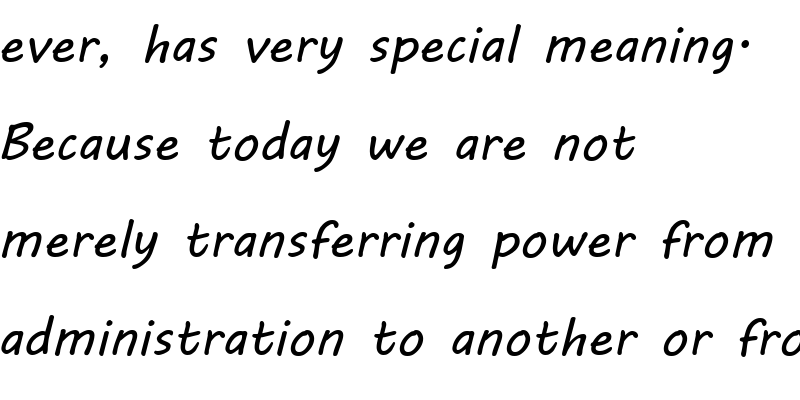 ever, has very special meaning·
Because today we are not
merely transferring power from
administration to another or